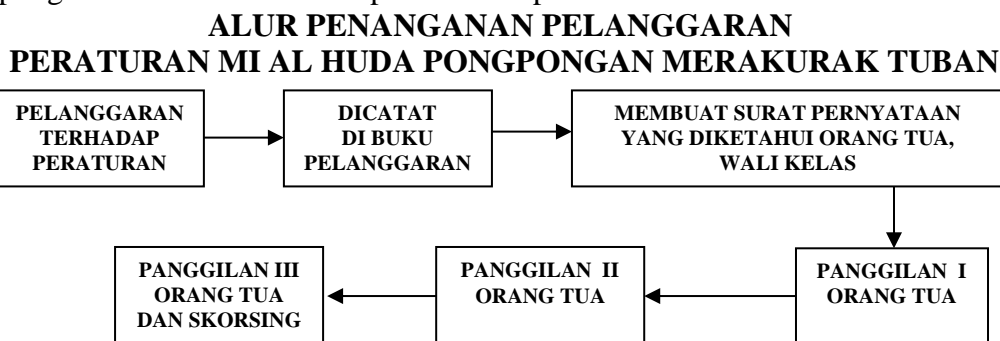 ALUR PENANGANAN PELANGGARAN
PERATURAN MI AL HUDA PONGPONGAN MERAKURAK TUBAN
PELANGGARAN
TERHADAP
PERATURAN
DICATAT
DI BUKU
PELANGGARAN
MEMBUAT SURAT PERNYATAAN
YANG DIKETAHUI ORANG TUA,
WALI KELAS
PANGGILAN I
ORANG TUA
PANGGILAN II
ORANG TUA
PANGGILAN III
ORANG TUA
DAN SKORSING